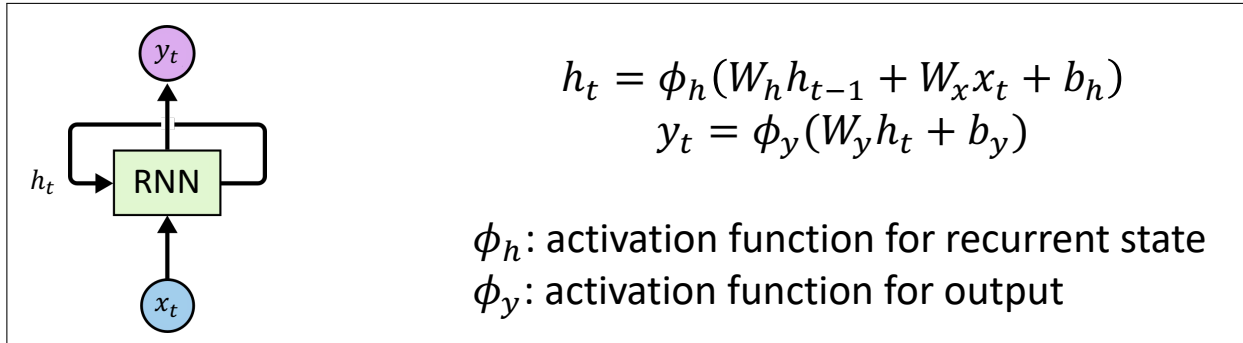 y_t
h_t
RNN
x_t
h_t = ϕ_h(W_h h_{t-1} + W_x x_t + b_h)
y_t = ϕ_y(W_y h_t + b_y)
ϕ_h: activation function for recurrent state
ϕ_y: activation function for output